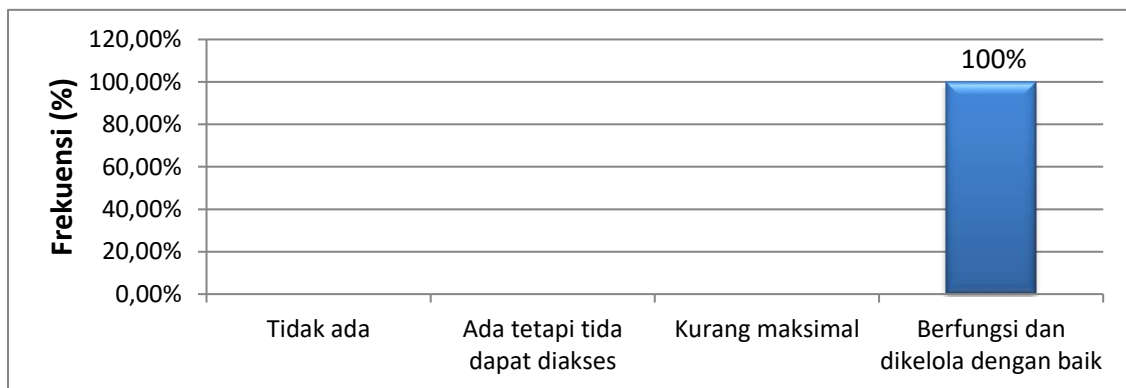 Frekuensi (%)
120,00%
100,00%
80,00%
60,00%
40,00%
20,00%
0,00%
100%
Tidak ada
Ada tetapi tida
dapat diakses
Kurang maksimal
Berfungsi dan
dikelola dengan baik